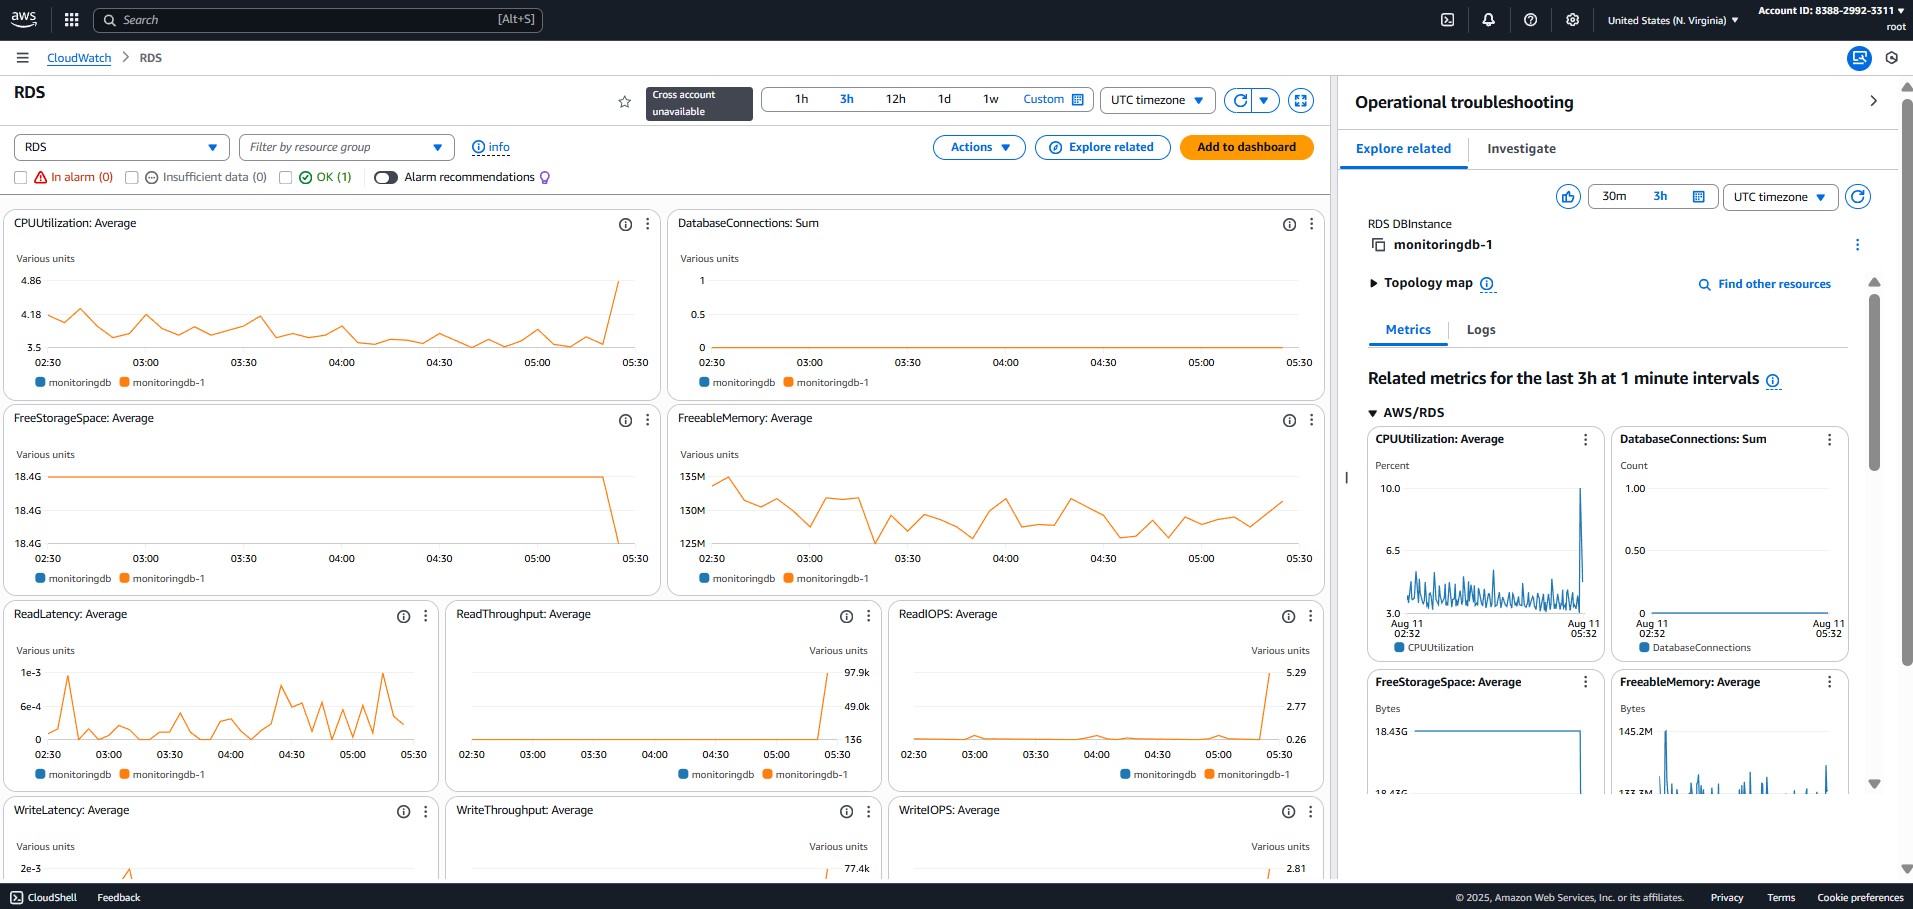 aws
Search
[Alt+S]
United States (N. Virginia)
Account ID: 8388-2992-3311
root
CloudWatch
RDS
RDS
Cross account
unavailable
1h 3h 12h 1d 1w Custom
UTC timezone
RDS
Filter by resource group
info
Actions
Explore related
Add to dashboard
In alarm (0)
Insufficient data (0)
OK (1)
Alarm recommendations
CPUUtilization: Average
Various units
4.86
4.18
3.5
02:30 03:00 03:30 04:00 04:30 05:00 05:30
monitoringdb monitoringdb-1
DatabaseConnections: Sum
Various units
1
0.5
0
02:30 03:00 03:30 04:00 04:30 05:00 05:30
monitoringdb monitoringdb-1
FreeStorageSpace: Average
Various units
18.4G
18.4G
18.4G
02:30 03:00 03:30 04:00 04:30 05:00 05:30
monitoringdb monitoringdb-1
FreeableMemory: Average
Various units
135M
130M
125M
02:30 03:00 03:30 04:00 04:30 05:00 05:30
monitoringdb monitoringdb-1
ReadLatency: Average
Various units
1e-3
6e-4
0
02:30 03:00 03:30 04:00 04:30 05:00 05:30
monitoringdb monitoringdb-1
ReadThroughput: Average
Various units
97.9k
49.0k
136
02:30 03:00 03:30 04:00 04:30 05:00 05:30
monitoringdb monitoringdb-1
ReadIOPS: Average
Various units
5.29
2.77
0.26
02:30 03:00 03:30 04:00 04:30 05:00 05:30
monitoringdb monitoringdb-1
WriteLatency: Average
Various units
2e-3
WriteThroughput: Average
Various units
77.4k
WriteIOPS: Average
Various units
2.81
Operational troubleshooting
Explore related
Investigate
30m 3h
UTC timezone
RDS DBInstance
monitoringdb-1
Topology map
Find other resources
Metrics
Logs
Related metrics for the last 3h at 1 minute intervals
AWS/RDS
CPUUtilization: Average
Percent
10.0
6.5
3.0
Aug 11 Aug 11
02:32 05:32
CPUUtilization
DatabaseConnections: Sum
Count
1.00
0.50
0
Aug 11 Aug 11
02:32 05:32
DatabaseConnections
FreeStorageSpace: Average
Bytes
18.43G
18.43G
FreeableMemory: Average
Bytes
145.2M
133.3M
CloudShell
Feedback
© 2025, Amazon Web Services, Inc. or its affiliates.
Privacy
Terms
Cookie preferences